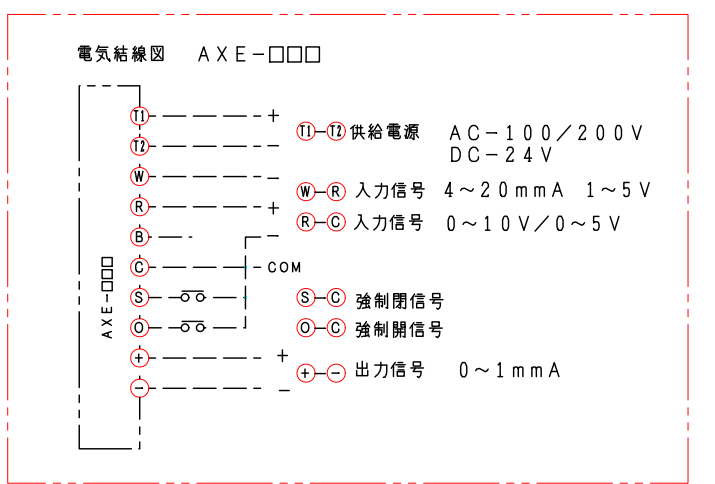 電気結線図 AXE-□□□
T1 +
T1-T2 供給電源 AC-100/200V
T2 -
DC-24V
W -
W-R 入力信号 4~20mmA 1~5V
R +
R-C 入力信号 0~10V/0~5V
B -
C COM
AXE-□□□
S
S-C 強制閉信号
O
O-C 強制開信号
+ +
+-- 出力信号 0~1mmA
- -